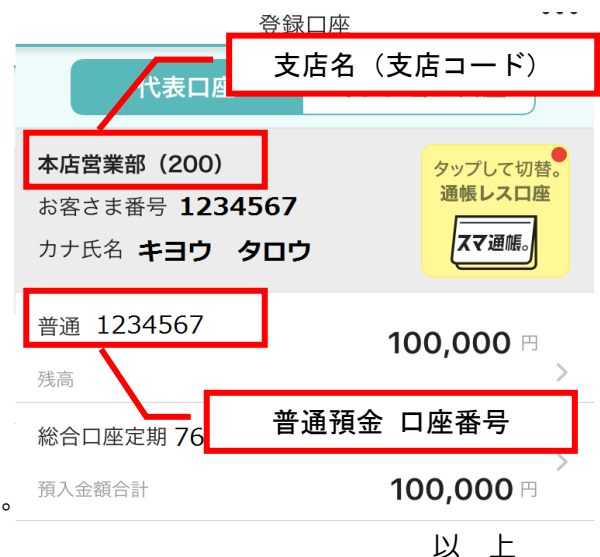 登録口座
支店名（支店コード）
代表口座
本店営業部（200）
お客さま番号 1234567
カナ氏名 キヨウ タロウ
タップして切替。
通帳レス口座
スマ通帳。
普通 1234567
100,000 円
残高
普通預金 口座番号
総合口座定期 76
預入金額合計
100,000 円
。
以 上